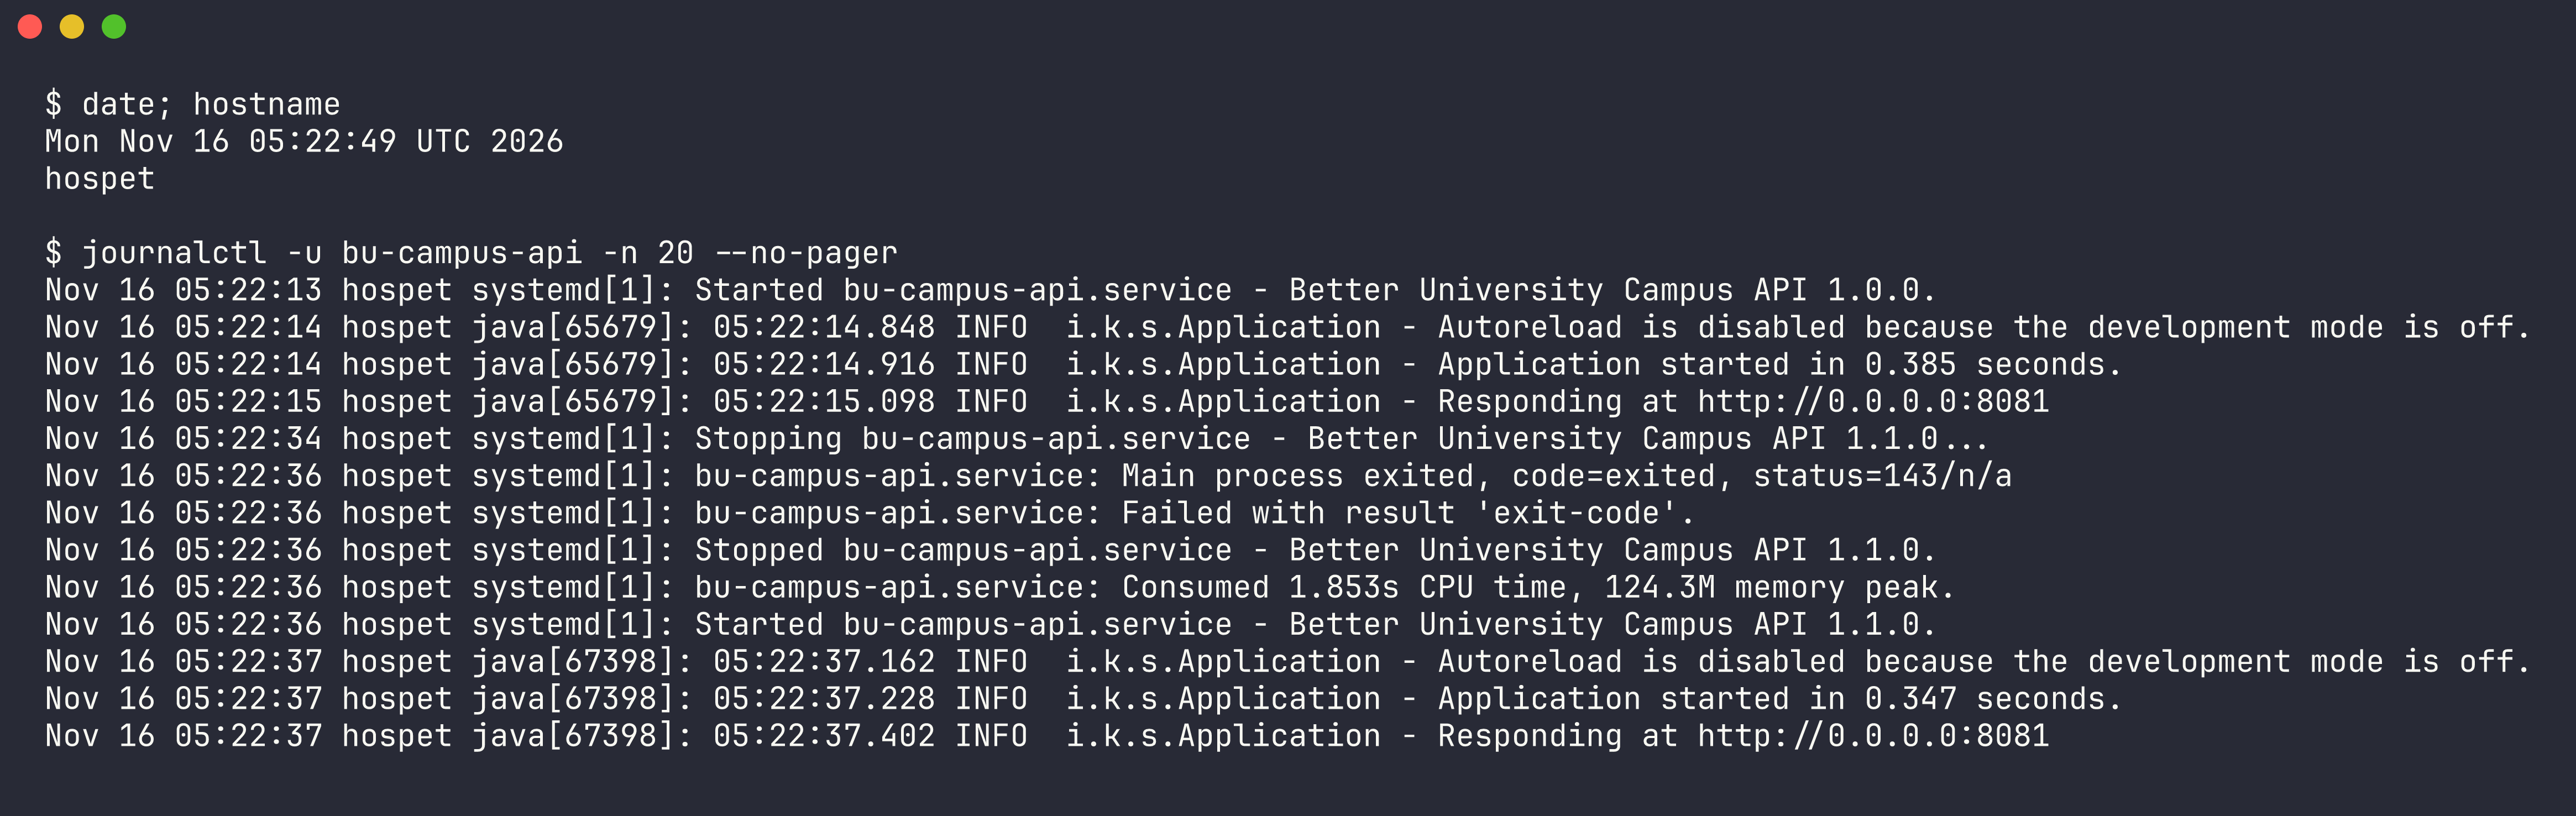 $ date; hostname
Mon Nov 16 05:22:49 UTC 2026
hospet
$ journalctl -u bu-campus-api -n 20 --no-pager
Nov 16 05:22:13 hospet systemd[1]: Started bu-campus-api.service - Better University Campus API 1.0.0.
Nov 16 05:22:14 hospet java[65679]: 05:22:14.848 INFO  i.k.s.Application - Autoreload is disabled because the development mode is off.
Nov 16 05:22:14 hospet java[65679]: 05:22:14.916 INFO  i.k.s.Application - Application started in 0.385 seconds.
Nov 16 05:22:15 hospet java[65679]: 05:22:15.098 INFO  i.k.s.Application - Responding at http://0.0.0.0:8081
Nov 16 05:22:34 hospet systemd[1]: Stopping bu-campus-api.service - Better University Campus API 1.1.0...
Nov 16 05:22:36 hospet systemd[1]: bu-campus-api.service: Main process exited, code=exited, status=143/n/a
Nov 16 05:22:36 hospet systemd[1]: bu-campus-api.service: Failed with result 'exit-code'.
Nov 16 05:22:36 hospet systemd[1]: Stopped bu-campus-api.service - Better University Campus API 1.1.0.
Nov 16 05:22:36 hospet systemd[1]: bu-campus-api.service: Consumed 1.853s CPU time, 124.3M memory peak.
Nov 16 05:22:36 hospet systemd[1]: Started bu-campus-api.service - Better University Campus API 1.1.0.
Nov 16 05:22:37 hospet java[67398]: 05:22:37.162 INFO  i.k.s.Application - Autoreload is disabled because the development mode is off.
Nov 16 05:22:37 hospet java[67398]: 05:22:37.228 INFO  i.k.s.Application - Application started in 0.347 seconds.
Nov 16 05:22:37 hospet java[67398]: 05:22:37.402 INFO  i.k.s.Application - Responding at http://0.0.0.0:8081